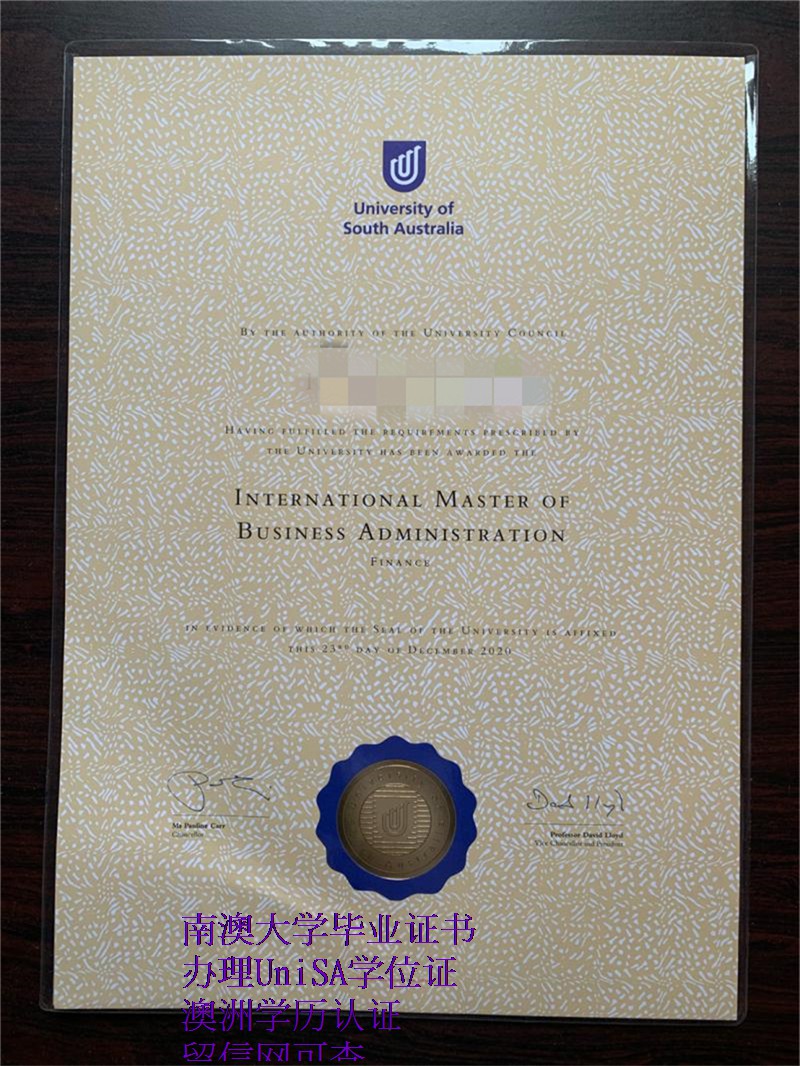 University of
South Australia
By the authority of the University Council
Having fulfilled the requirements prescribed by
the University has been awarded the
International Master of
Business Administration
Finance
in evidence of which the Seal of the University is affixed
this 23rd day of December 2020
Ms Pauline Carr
Chancellor
David Lloyd
Professor David Lloyd
Vice Chancellor and President
南澳大学毕业证书
办理UniSA学位证
澳洲学历认证
留信网可查